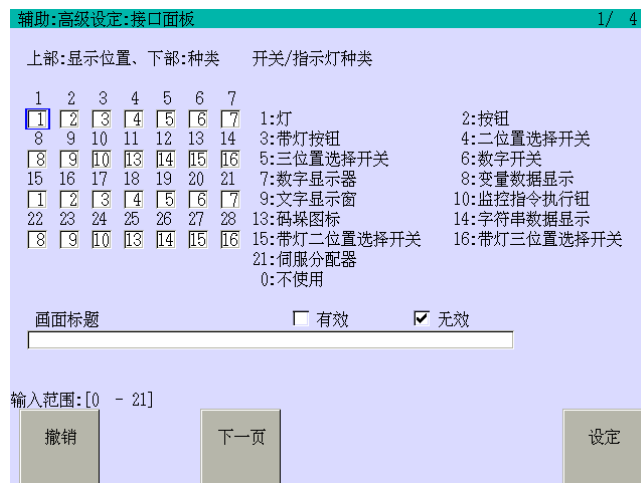 辅助:高级设定:接口面板 1/ 4
上部:显示位置、下部:种类 开关/指示灯种类
1 2 3 4 5 6 7
1 2 3 4 5 6 7 1:灯 2:按钮
8 9 10 11 12 13 14 3:带灯按钮 4:二位置选择开关
8 9 10 13 14 15 16 5:三位置选择开关 6:数字开关
15 16 17 18 19 20 21 7:数字显示器 8:变量数据显示
1 2 3 4 5 6 7 9:文字显示窗 10:监控指令执行钮
22 23 24 25 26 27 28 13:码垛图标 14:字符串数据显示
8 9 10 13 14 15 16 15:带灯二位置选择开关 16:带灯三位置选择开关
21:伺服分配器
0:不使用
画面标题 有效 无效
输入范围:[0 - 21]
撤销 下一页 设定